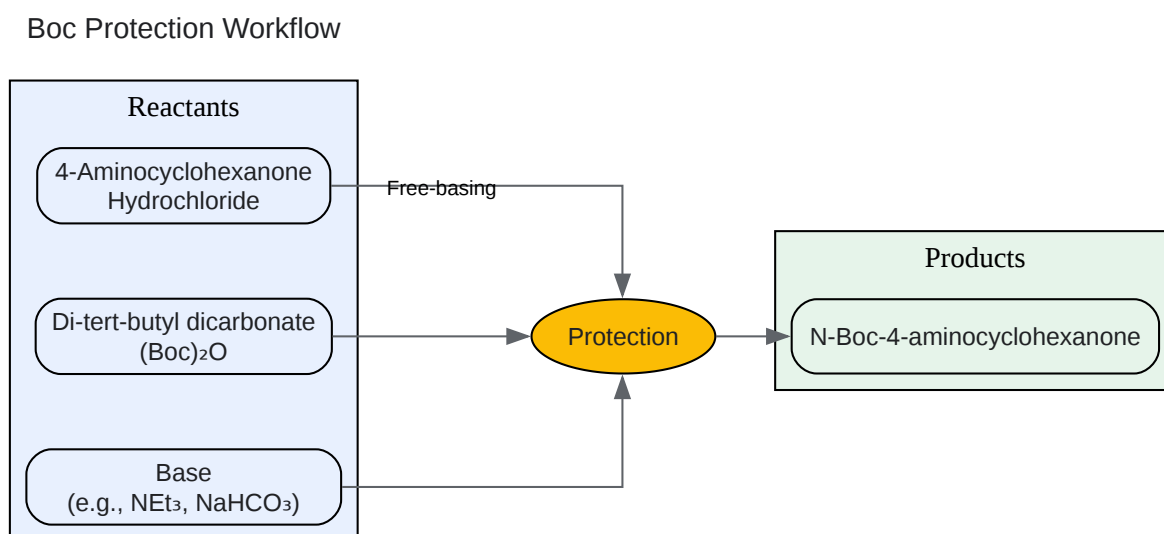 Boc Protection Workflow
Reactants
4-Aminocyclohexanone
Hydrochloride
Free-basing
Di-tert-butyl dicarbonate
(Boc)₂O
Base
(e.g., NEt₃, NaHCO₃)
Protection
Products
N-Boc-4-aminocyclohexanone